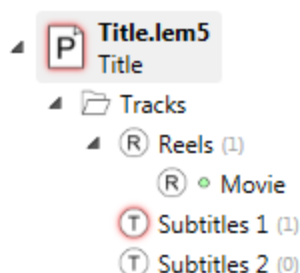 P Title.lem5
Title
Tracks
R Reels (1)
R Movie
T Subtitles 1 (1)
T Subtitles 2 (0)